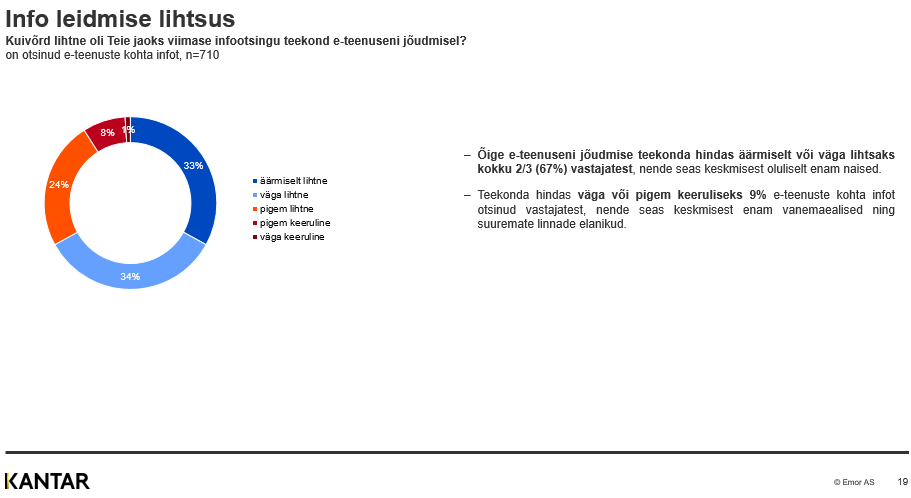 Info leidmise lihtsus
Kuivõrd lihtne oli Teie jaoks viimase infootsingu teekond e-teenuseni jõudmisel?
on otsinud e-teenuste kohta infot, n=710
8%
1%
33%
24%
34%
äärmiselt lihtne
väga lihtne
pigem lihtne
pigem keeruline
väga keeruline
– Õige e-teenuseni jõudmise teekonda hindas äärmiselt või väga lihtsaks
kokku 2/3 (67%) vastajatest, nende seas keskmisest oluliselt enam naised.
– Teekonda hindas väga või pigem keeruliseks 9% e-teenuste kohta infot
otsinud vastajatest, nende seas keskmisest enam vanemaealised ning
suuremate linnade elanikud.
KANTAR
© Emor AS
19